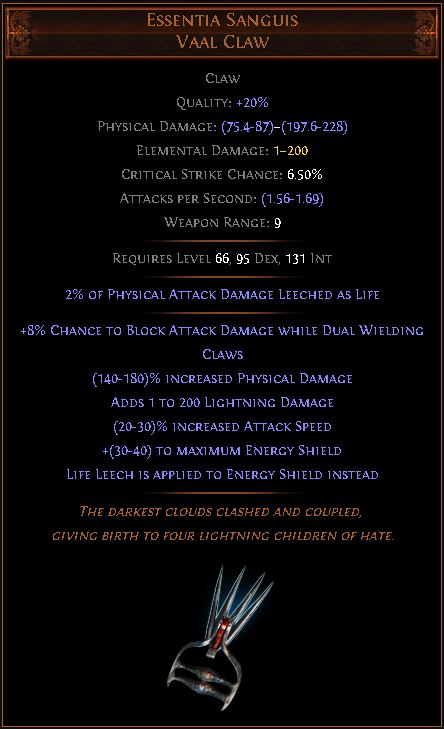 Essentia Sanguis
Vaal Claw
Claw
Quality: +20%
Physical Damage: (75.4-87)–(197.6-228)
Elemental Damage: 1–200
Critical Strike Chance: 6.50%
Attacks per Second: (1.56-1.69)
Weapon Range: 9
Requires Level 66, 95 Dex, 131 Int
2% of Physical Attack Damage Leeched as Life
+8% Chance to Block Attack Damage while Dual Wielding
Claws
(140-180)% increased Physical Damage
Adds 1 to 200 Lightning Damage
(20-30)% increased Attack Speed
+(30-40) to maximum Energy Shield
Life Leech is applied to Energy Shield instead
The darkest clouds clashed and coupled,
giving birth to four lightning children of hate.